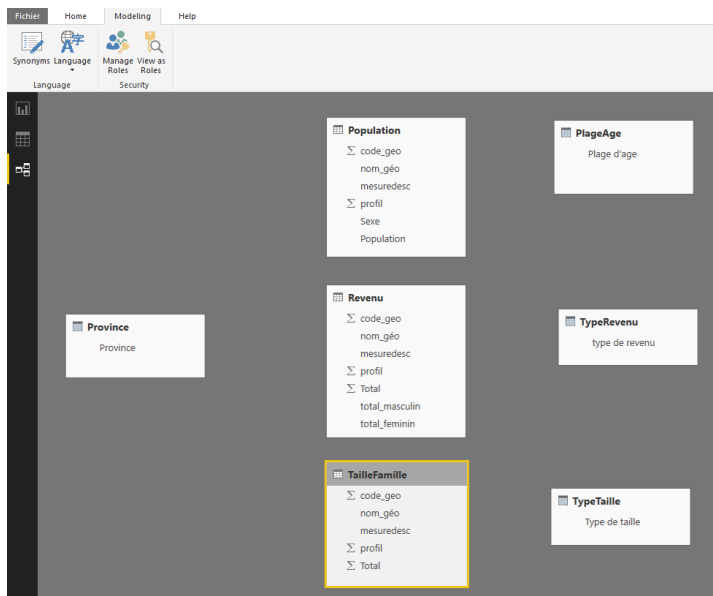 Fichier Home Modeling Help
Synonyms Language Manage Roles View as Roles
Language Security
Population
Σ code_geo
nom_géo
mesuredesc
Σ profil
Sexe
Population
PlageAge
Plage d'age
Province
Province
Revenu
Σ code_geo
nom_géo
mesuredesc
Σ profil
Σ Total
total_masculin
total_feminin
TypeRevenu
type de revenu
TailleFamille
Σ code_geo
nom_géo
mesuredesc
Σ profil
Σ Total
TypeTaille
Type de taille